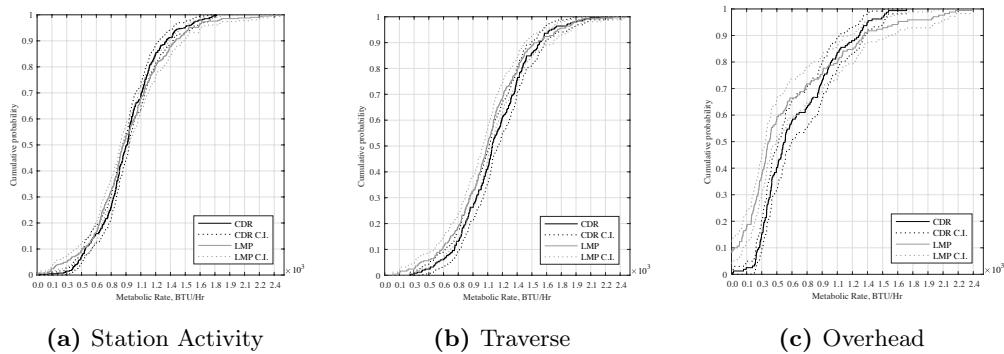 1
0.9
0.8
0.7
0.6
0.5
0.4
0.3
0.2
0.1
0
Cumulative probability
CDR
CDR C.I.
LMP
LMP C.I.
×10³
0.0 0.1 0.3 0.5 0.6 0.8 0.9 1.1 1.2 1.4 1.5 1.6 1.8 1.9 2.1 2.2 2.4
Metabolic Rate, BTU/Hr
(a) Station Activity
1
0.9
0.8
0.7
0.6
0.5
0.4
0.3
0.2
0.1
0
Cumulative probability
CDR
CDR C.I.
LMP
LMP C.I.
×10³
0.0 0.1 0.3 0.5 0.6 0.8 0.9 1.1 1.2 1.4 1.5 1.6 1.8 1.9 2.1 2.2 2.4
Metabolic Rate, BTU/Hr
(b) Traverse
1
0.9
0.8
0.7
0.6
0.5
0.4
0.3
0.2
0.1
0
Cumulative probability
CDR
CDR C.I.
LMP
LMP C.I.
×10³
0.0 0.1 0.3 0.5 0.6 0.8 0.9 1.1 1.2 1.4 1.5 1.6 1.8 1.9 2.1 2.2 2.4
Metabolic Rate, BTU/Hr
(c) Overhead